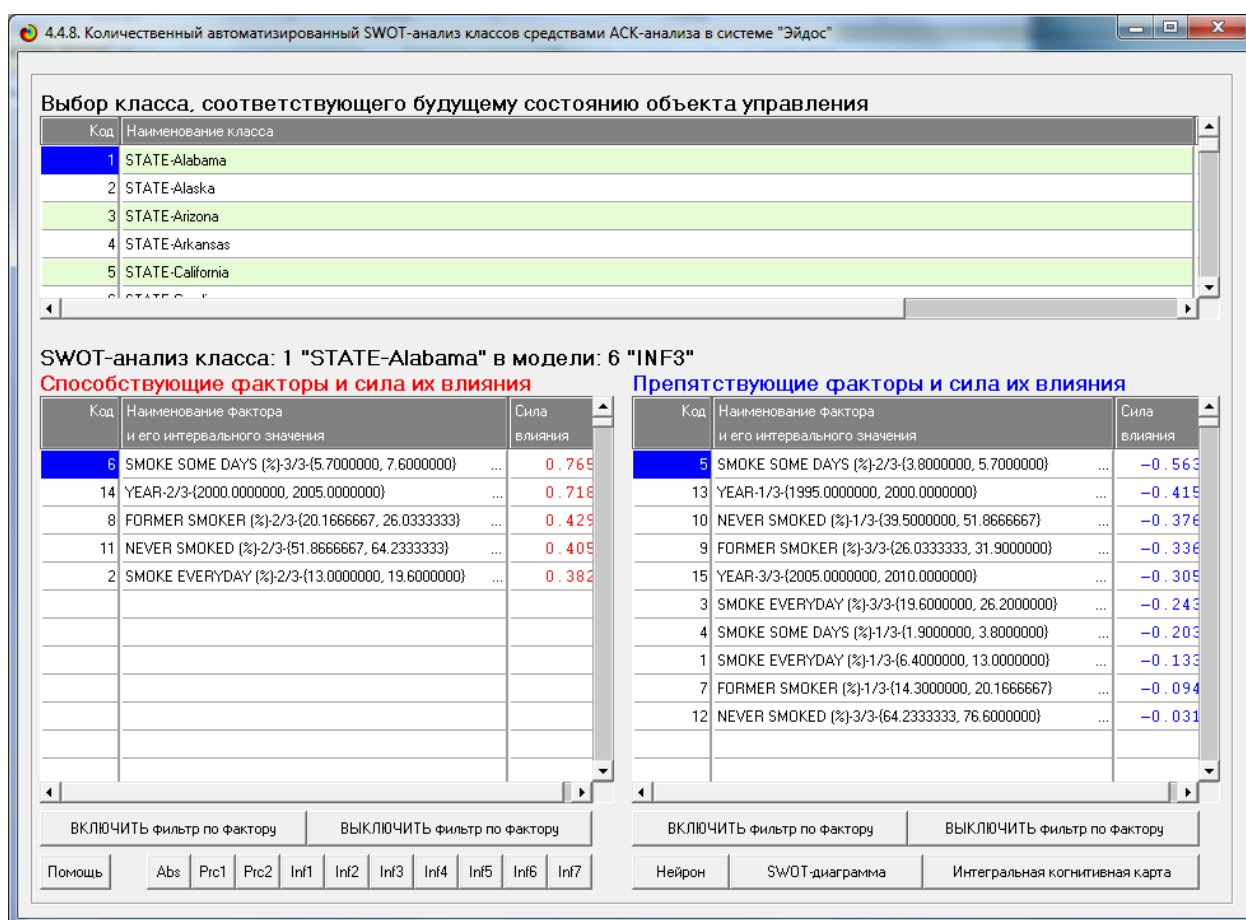 4.4.8. Количественный автоматизированный SWOT-анализ классов средствами АСК-анализа в системе "Эйдос"
Выбор класса, соответствующего будущему состоянию объекта управления
Код Наименование класса
1 STATE-Alabama
2 STATE-Alaska
3 STATE-Arizona
4 STATE-Arkansas
5 STATE-California
SWOT-анализ класса: 1 "STATE-Alabama" в модели: 6 "INF3"
Способствующие факторы и сила их влияния
Код Наименование фактора Сила
и его интервального значения влияния
6 SMOKE SOME DAYS (%)-3/3-{5.7000000, 7.6000000} ... 0.765
14 YEAR-2/3-{2000.0000000, 2005.0000000} ... 0.718
8 FORMER SMOKER (%)-2/3-{20.1666667, 26.0333333} ... 0.429
11 NEVER SMOKED (%)-2/3-{51.8666667, 64.2333333} ... 0.405
2 SMOKE EVERYDAY (%)-2/3-{13.0000000, 19.6000000} ... 0.382
Препятствующие факторы и сила их влияния
Код Наименование фактора Сила
и его интервального значения влияния
5 SMOKE SOME DAYS (%)-2/3-{3.8000000, 5.7000000} ... -0.563
13 YEAR-1/3-{1995.0000000, 2000.0000000} ... -0.415
10 NEVER SMOKED (%)-1/3-{39.5000000, 51.8666667} ... -0.376
9 FORMER SMOKER (%)-3/3-{26.0333333, 31.9000000} ... -0.336
15 YEAR-3/3-{2005.0000000, 2010.0000000} ... -0.305
3 SMOKE EVERYDAY (%)-3/3-{19.6000000, 26.2000000} ... -0.243
4 SMOKE SOME DAYS (%)-1/3-{1.9000000, 3.8000000} ... -0.203
1 SMOKE EVERYDAY (%)-1/3-{6.4000000, 13.0000000} ... -0.133
7 FORMER SMOKER (%)-1/3-{14.3000000, 20.1666667} ... -0.094
12 NEVER SMOKED (%)-3/3-{64.2333333, 76.6000000} ... -0.031
ВКЛЮЧИТЬ фильтр по фактору ВЫКЛЮЧИТЬ фильтр по фактору ВКЛЮЧИТЬ фильтр по фактору ВЫКЛЮЧИТЬ фильтр по фактору
Помощь Abs Prc1 Prc2 Inf1 Inf2 Inf3 Inf4 Inf5 Inf6 Inf7 Нейрон SWOT-диаграмма Интегральная когнитивная карта